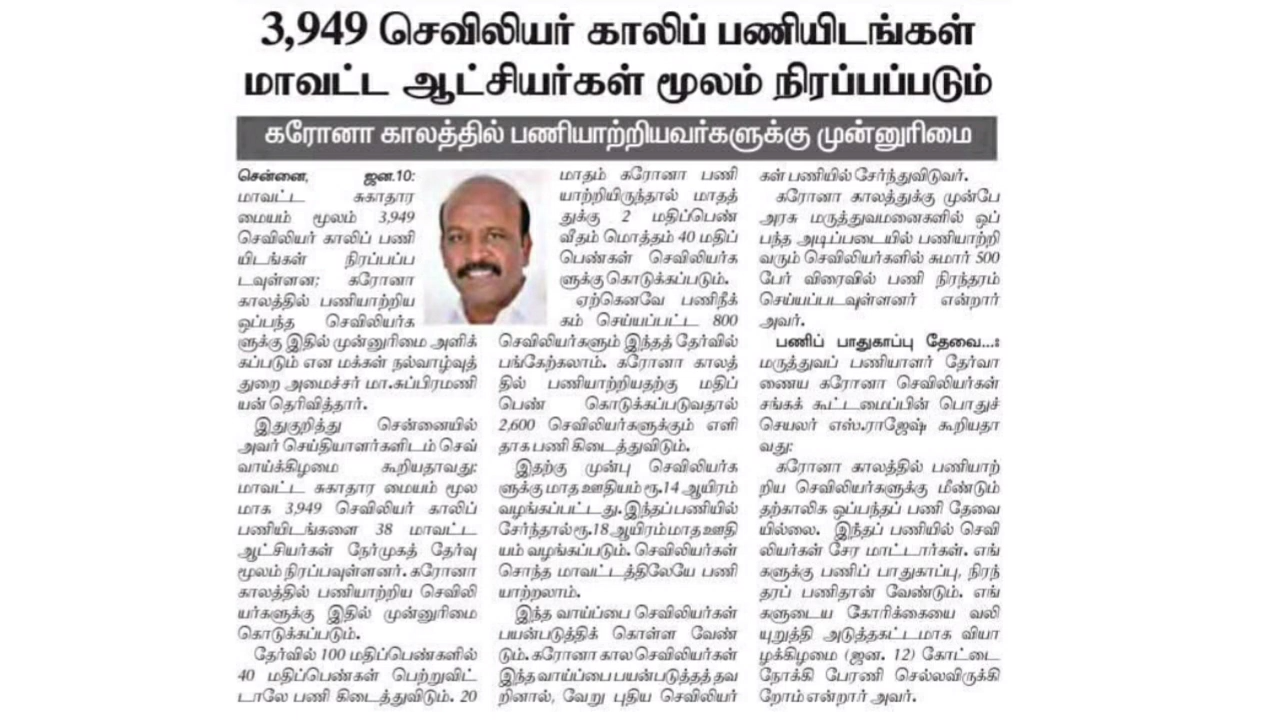 3,949 செவிலியர் காலிப் பணியிடங்கள்
மாவட்ட ஆட்சியர்கள் மூலம் நிரப்பப்படும்
கரோனா காலத்தில் பணியாற்றியவர்களுக்கு முன்னுரிமை
சென்னை, ஜன.10:
மாவட்ட சுகாதார
மையம் மூலம் 3,949
செவிலியர் காலிப் பணி
யிடங்கள் நிரப்பப்ப
டவுள்ளன; கரோனா
காலத்தில் பணியாற்றிய
ஒப்பந்த செவிலியர்க
ளுக்கு இதில் முன்னுரிமை அளிக்
கப்படும் என மக்கள் நல்வாழ்வுத்
துறை அமைச்சர் மா.சுப்பிரமணி
யன் தெரிவித்தார்.
இதுகுறித்து சென்னையில்
அவர் செய்தியாளர்களிடம் செவ்
வாய்க்கிழமை கூறியதாவது:
மாவட்ட சுகாதார மையம் மூல
மாக 3,949 செவிலியர் காலிப்
பணியிடங்களை 38 மாவட்ட
ஆட்சியர்கள் நேர்முகத் தேர்வு
மூலம் நிரப்பவுள்ளனர். கரோனா
காலத்தில் பணியாற்றிய செவிலி
யர்களுக்கு இதில் முன்னுரிமை
கொடுக்கப்படும்.
தேர்வில் 100 மதிப்பெண்களில்
40 மதிப்பெண்கள் பெற்றுவிட்
டாலே பணி கிடைத்துவிடும். 20
மாதம் கரோனா பணி
யாற்றியிருந்தால் மாதத்
துக்கு 2 மதிப்பெண்
வீதம் மொத்தம் 40 மதிப்
பெண்கள் செவிலியர்க
ளுக்கு கொடுக்கப்படும்.
ஏற்கெனவே பணிநீக்
கம் செய்யப்பட்ட 800
செவிலியர்களும் இந்தத் தேர்வில்
பங்கேற்கலாம். கரோனா காலத்
தில் பணியாற்றியதற்கு மதிப்
பெண் கொடுக்கப்படுவதால்
2,600 செவிலியர்களுக்கும் எளி
தாக பணி கிடைத்துவிடும்.
இதற்கு முன்பு செவிலியர்க
ளுக்கு மாத ஊதியம் ரூ.14 ஆயிரம்
வழங்கப்பட்டது. இந்தப் பணியில்
சேர்ந்தால் ரூ.18 ஆயிரம் மாத ஊதி
யம் வழங்கப்படும். செவிலியர்கள்
சொந்த மாவட்டத்திலேயே பணி
யாற்றலாம்.
இந்த வாய்ப்பை செவிலியர்கள்
பயன்படுத்திக் கொள்ள வேண்
டும். கரோனா கால செவிலியர்கள்
இந்த வாய்ப்பை பயன்படுத்தத் தவ
றினால், வேறு புதிய செவிலியர்
கள் பணியில் சேர்ந்துவிடுவர்.
கரோனா காலத்துக்கு முன்பே
அரசு மருத்துவமனைகளில் ஒப்
பந்த அடிப்படையில் பணியாற்றி
வரும் செவிலியர்களில் சுமார் 500
பேர் விரைவில் பணி நிரந்தரம்
செய்யப்படவுள்ளனர் என்றார்
அவர்.
பணிப் பாதுகாப்பு தேவை...:
மருத்துவப் பணியாளர் தேர்வா
ணைய கரோனா செவிலியர்கள்
சங்கக் கூட்டமைப்பின் பொதுச்
செயலர் எஸ்.ராஜேஷ் கூறியதா
வது:
கரோனா காலத்தில் பணியாற்
றிய செவிலியர்களுக்கு மீண்டும்
தற்காலிக ஒப்பந்தப் பணி தேவை
யில்லை. இந்தப் பணியில் செவி
லியர்கள் சேர மாட்டார்கள். எங்
களுக்கு பணிப் பாதுகாப்பு, நிரந்
தரப் பணிதான் வேண்டும். எங்
களுடைய கோரிக்கையை வலி
யுறுத்தி அடுத்தகட்டமாக வியா
ழக்கிழமை (ஜன. 12) கோட்டை
நோக்கி பேரணி செல்லவிருக்கி
றோம் என்றார் அவர்.